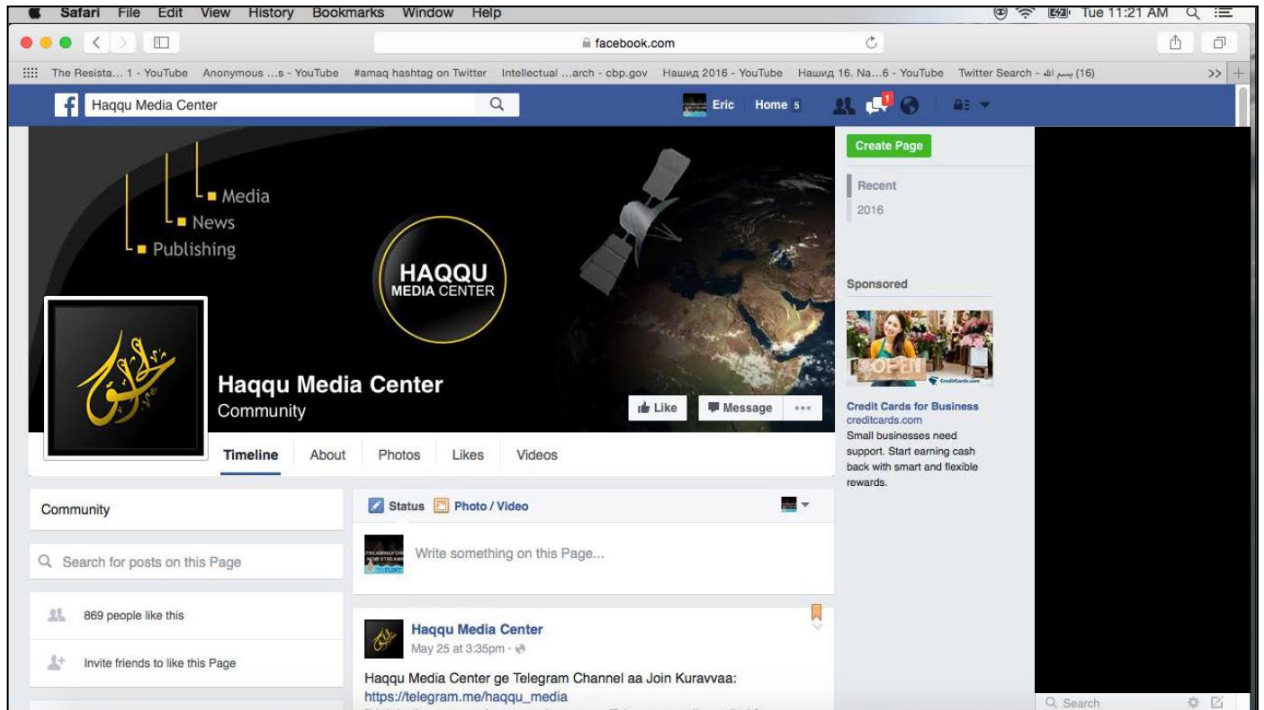 Safari File Edit View History Bookmarks Window Help Tue 11:21 AM
facebook.com
The Resista... 1 - YouTube Anonymous ...s - YouTube #amaq hashtag on Twitter Intellectual ...arch - cbp.gov Нашид 2016 - YouTube Нашид 16. Na...6 - YouTube Twitter Search - بسم الله (16) >> +
Haqqu Media Center Eric Home 5 1
Media
News
Publishing
HAQQU
MEDIA CENTER
Haqqu Media Center
Community
Like Message ...
Timeline About Photos Likes Videos
Create Page
Recent
2016
Sponsored
OPEN
CreditCards.com
Credit Cards for Business
creditcards.com
Small businesses need
support. Start earning cash
back with smart and flexible
rewards.
Community
Search for posts on this Page
869 people like this
Invite friends to like this Page
Status Photo / Video
Write something on this Page...
Haqqu Media Center
May 25 at 3:35pm ·
Haqqu Media Center ge Telegram Channel aa Join Kuravvaa:
https://telegram.me/haqqu_media
Search